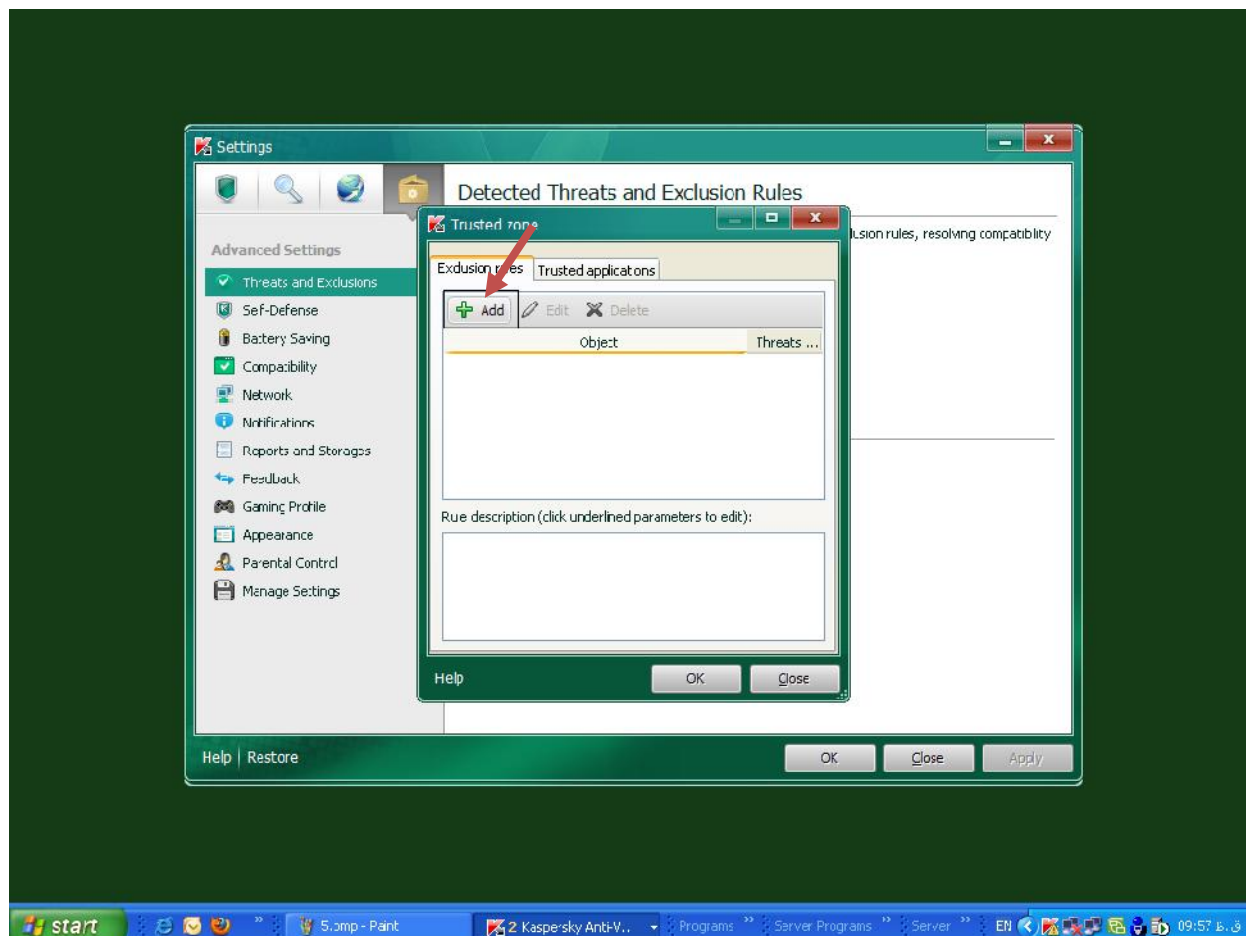 Settings
Detected Threats and Exclusion Rules
Trusted zone
lusion rules, resolving compatiblity
Advanced Settings
Exclusion rules
Trusted applications
Threats and Exclusions
Self-Defense
Battery Saving
Compatibility
Network
Notifications
Reports and Storages
Feedback
Gaming Profile
Appearance
Parental Control
Manage Settings
Add
Edit
Delete
Object
Threats ...
Rule description (click underlined parameters to edit):
Help
OK
Close
Help
Restore
OK
Close
Apply
start
5.bmp - Paint
2 Kaspersky Anti-V...
Programs
Server Programs
Server
EN
09:57 ق.ظ